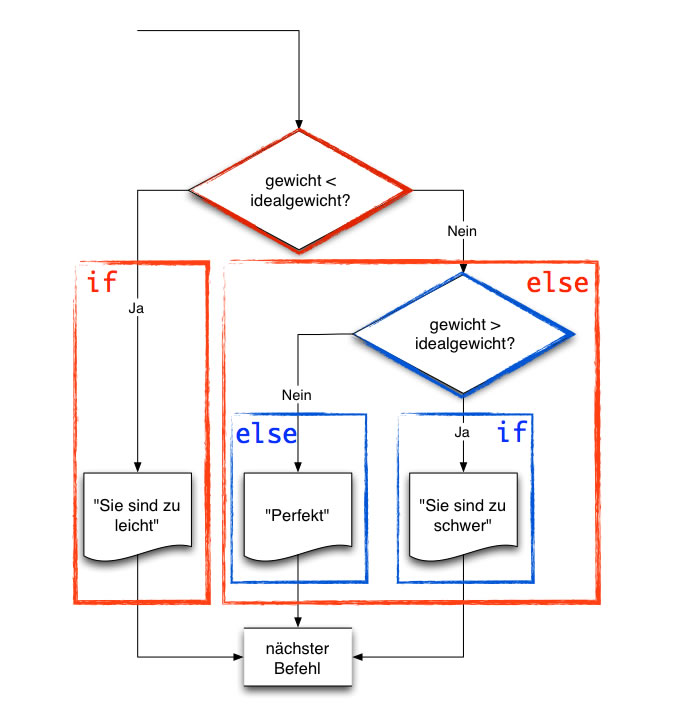 gewicht <
idealgewicht?
Nein
if
else
Ja
gewicht >
idealgewicht?
Nein
else
Ja
if
"Sie sind zu
leicht"
"Perfekt"
"Sie sind zu
schwer"
nächster
Befehl